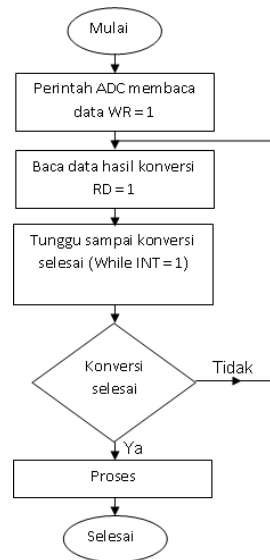 Mulai
Perintah ADC membaca
data WR = 1
Baca data hasil konversi
RD = 1
Tunggu sampai konversi
selesai (While INT = 1)
Konversi
selesai
Tidak
Ya
Proses
Selesai